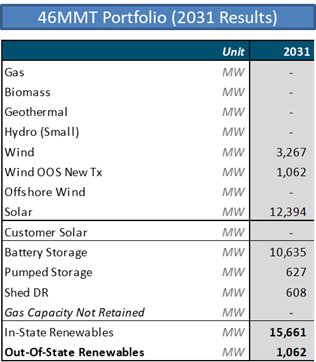 46MMT Portfolio (2031 Results)
Unit 2031
Gas MW -
Biomass MW -
Geothermal MW -
Hydro (Small) MW -
Wind MW 3,267
Wind OOS New Tx MW 1,062
Offshore Wind MW -
Solar MW 12,394
Customer Solar MW -
Battery Storage MW 10,635
Pumped Storage MW 627
Shed DR MW 608
Gas Capacity Not Retained MW -
In-State Renewables MW 15,661
Out-Of-State Renewables MW 1,062